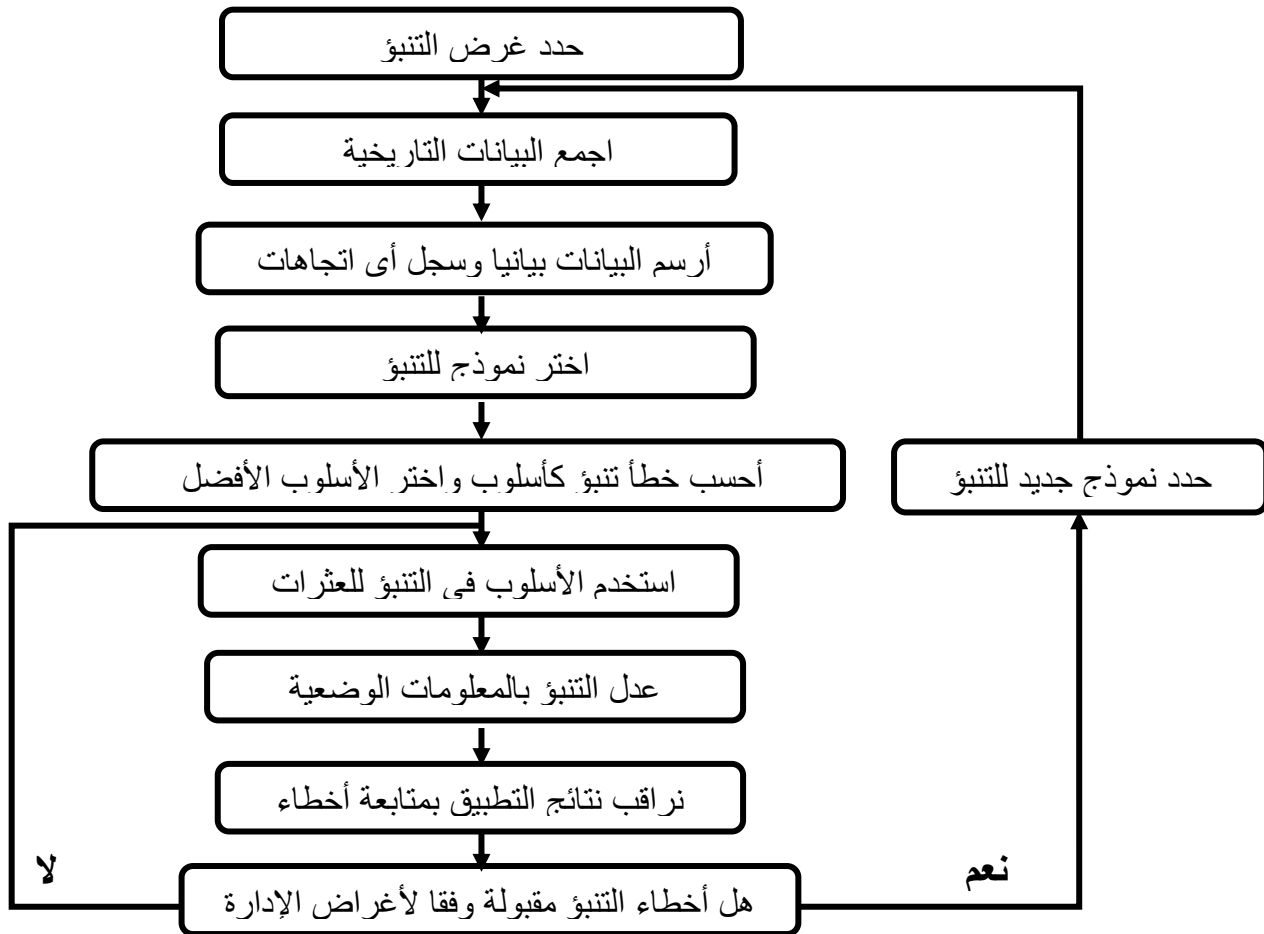 حدد غرض التنبؤ
اجمع البيانات التاريخية
أرسم البيانات بيانيا وسجل أى اتجاهات
اختر نموذج للتنبؤ
أحسب خطأ تنبؤ كأسلوب واختر الأسلوب الأفضل
حدد نموذج جديد للتنبؤ
استخدم الأسلوب فى التنبؤ للعثرات
عدل التنبؤ بالمعلومات الوضعية
نراقب نتائج التطبيق بمتابعة أخطاء
نعم
لا
هل أخطاء التنبؤ مقبولة وفقا لأغراض الإدارة